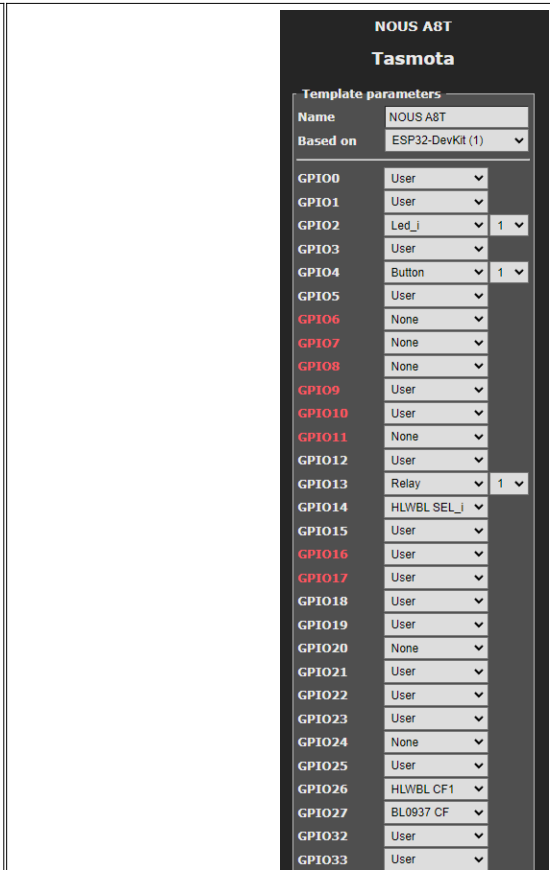 NOUS A8T
Tasmota
Template parameters
Name NOUS A8T
Based on ESP32-DevKit (1)
GPIO0 User
GPIO1 User
GPIO2 Led_i 1
GPIO3 User
GPIO4 Button 1
GPIO5 User
GPIO6 None
GPIO7 None
GPIO8 None
GPIO9 User
GPIO10 User
GPIO11 None
GPIO12 User
GPIO13 Relay 1
GPIO14 HLWBL SEL_i
GPIO15 User
GPIO16 User
GPIO17 User
GPIO18 User
GPIO19 User
GPIO20 None
GPIO21 User
GPIO22 User
GPIO23 User
GPIO24 None
GPIO25 User
GPIO26 HLWBL CF1
GPIO27 BL0937 CF
GPIO32 User
GPIO33 User